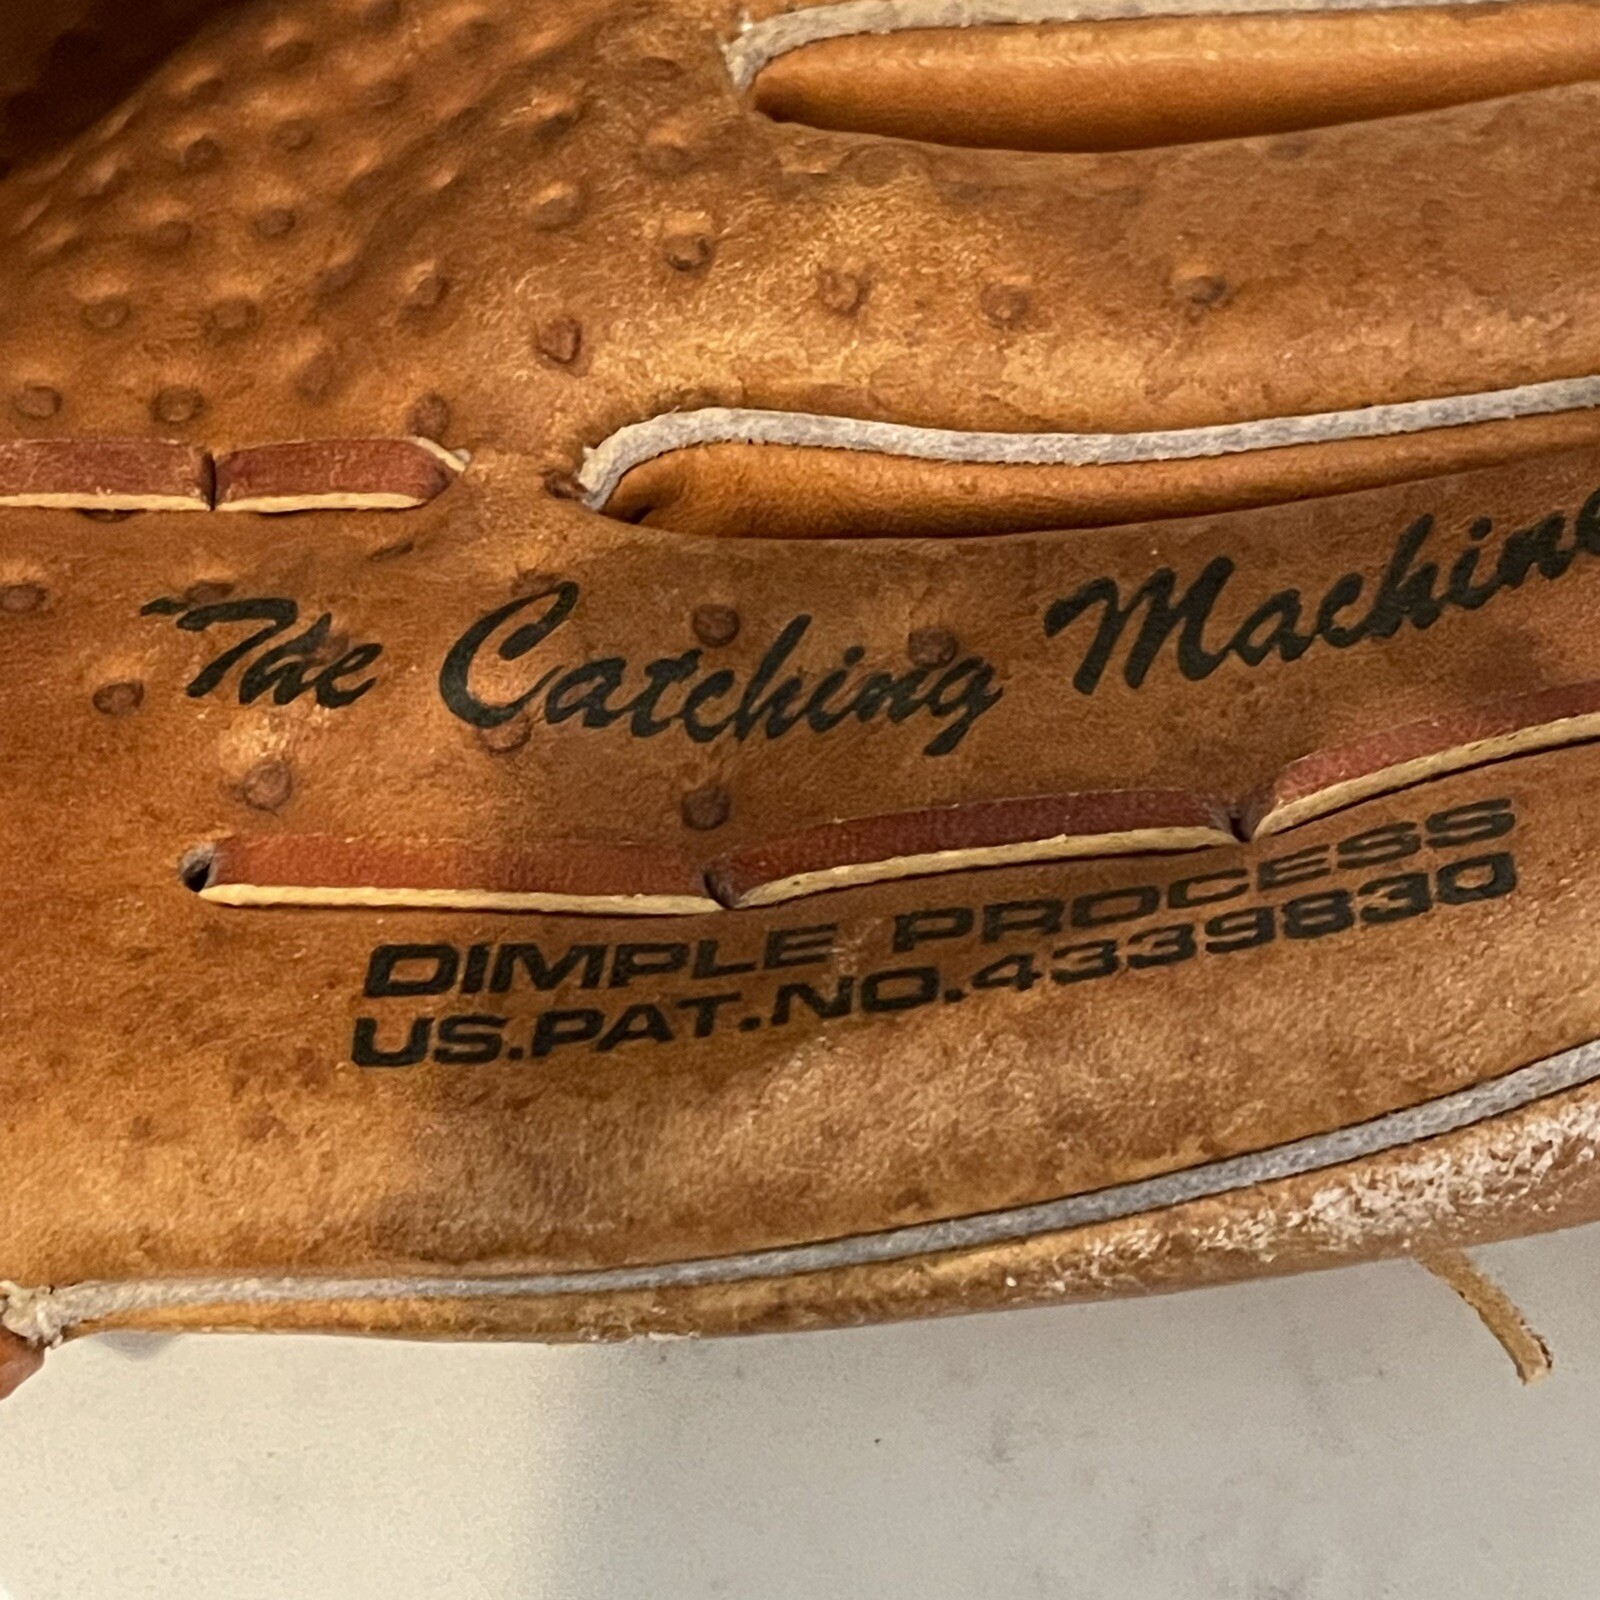 The Catching Machine
DIMPLE PROCESS
US.PAT.NO.4339830